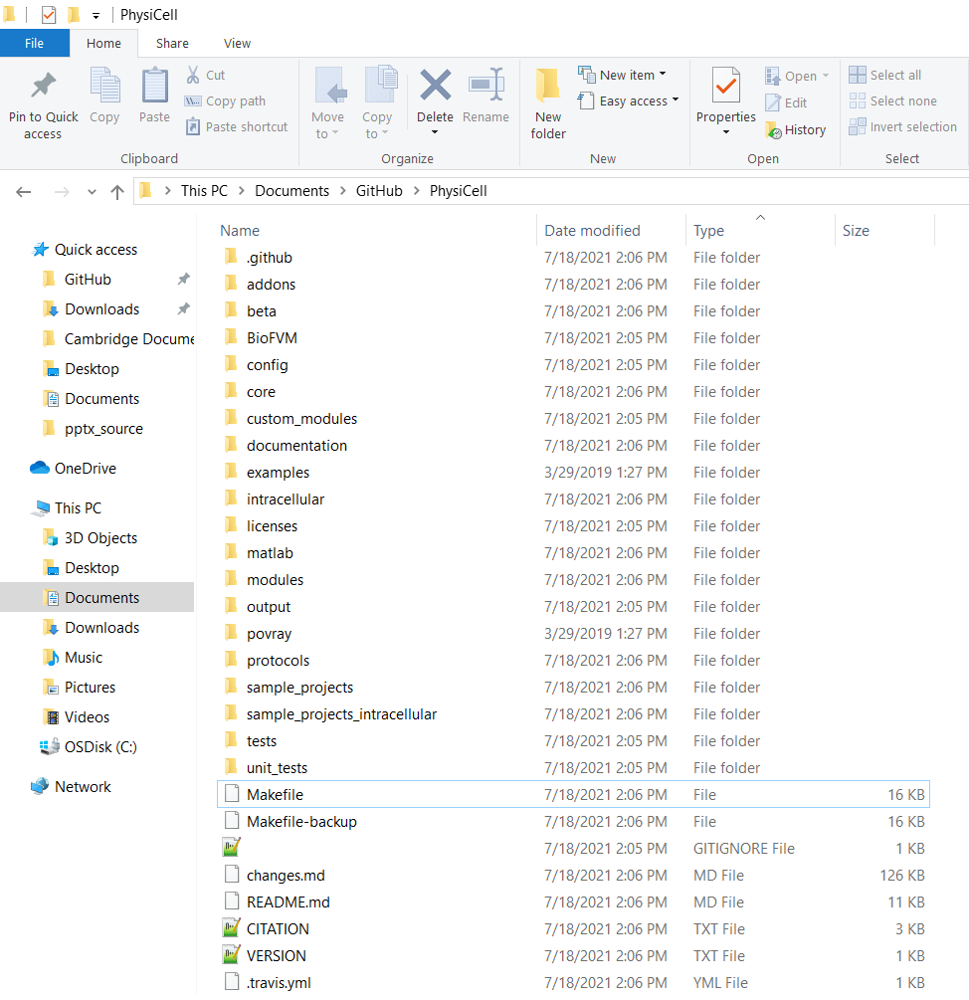 PhysiCell
File Home Share View
Pin to Quick access
Copy
Paste
Cut
Copy path
Paste shortcut
Clipboard
Move to
Copy to
Delete
Rename
Organize
New folder
New item
Easy access
New
Properties
Open
Edit
History
Open
Select all
Select none
Invert selection
Select
This PC > Documents > GitHub > PhysiCell
Quick access
GitHub
Downloads
Cambridge Docume
Desktop
Documents
pptx_source
OneDrive
This PC
3D Objects
Desktop
Documents
Downloads
Music
Pictures
Videos
OSDisk (C:)
Network
Name Date modified Type Size
.github 7/18/2021 2:06 PM File folder
addons 7/18/2021 2:06 PM File folder
beta 7/18/2021 2:06 PM File folder
BioFVM 7/18/2021 2:05 PM File folder
config 7/18/2021 2:06 PM File folder
core 7/18/2021 2:06 PM File folder
custom_modules 7/18/2021 2:05 PM File folder
documentation 7/18/2021 2:06 PM File folder
examples 3/29/2019 1:27 PM File folder
intracellular 7/18/2021 2:06 PM File folder
licenses 7/18/2021 2:05 PM File folder
matlab 7/18/2021 2:06 PM File folder
modules 7/18/2021 2:06 PM File folder
output 7/18/2021 2:05 PM File folder
povray 3/29/2019 1:27 PM File folder
protocols 7/18/2021 2:06 PM File folder
sample_projects 7/18/2021 2:06 PM File folder
sample_projects_intracellular 7/18/2021 2:06 PM File folder
tests 7/18/2021 2:05 PM File folder
unit_tests 7/18/2021 2:05 PM File folder
Makefile 7/18/2021 2:06 PM File 16 KB
Makefile-backup 7/18/2021 2:06 PM File 16 KB
7/18/2021 2:05 PM GITIGNORE File 1 KB
changes.md 7/18/2021 2:06 PM MD File 126 KB
README.md 7/18/2021 2:06 PM MD File 11 KB
CITATION 7/18/2021 2:06 PM TXT File 3 KB
VERSION 7/18/2021 2:06 PM TXT File 1 KB
.travis.yml 7/18/2021 2:06 PM YML File 1 KB